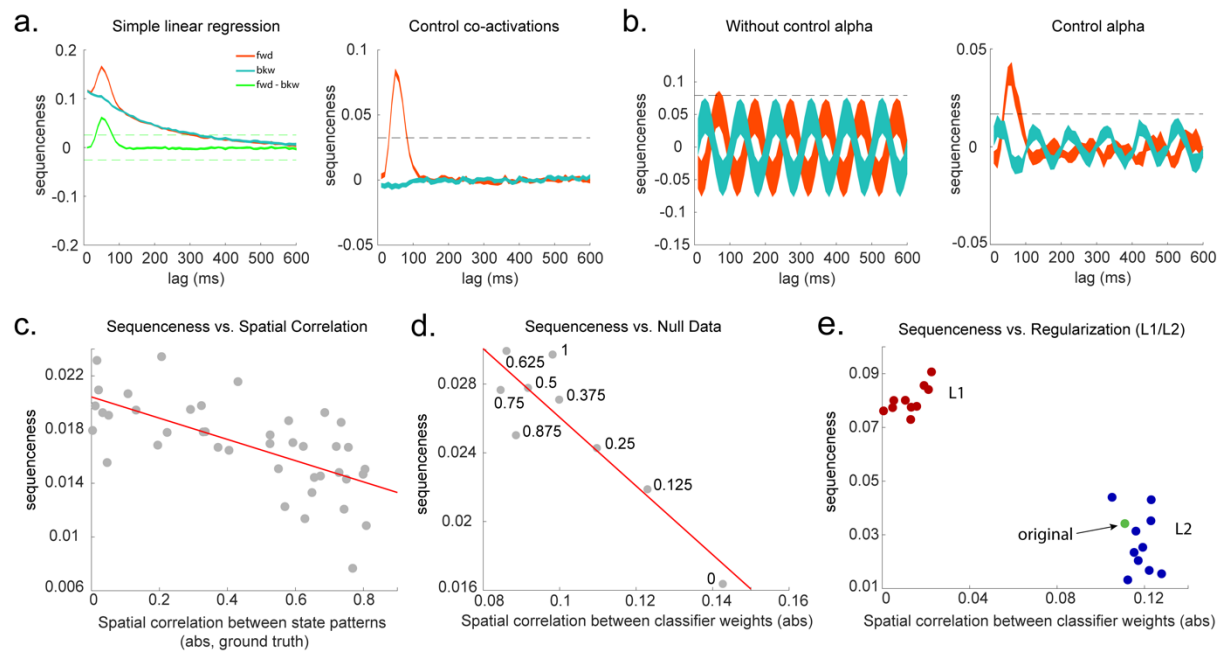 a.
Simple linear regression
fwd
bkw
fwd - bkw
sequenceness
0.2
0.1
0
-0.1
-0.2
0 100 200 300 400 500 600
lag (ms)
Control co-activations
sequenceness
0.1
0.05
0
-0.05
0 100 200 300 400 500 600
lag (ms)
b.
Without control alpha
sequenceness
0.1
0.05
0
-0.05
-0.1
-0.15
0 100 200 300 400 500 600
lag (ms)
Control alpha
sequenceness
0.05
0
-0.05
0 100 200 300 400 500 600
lag (ms)
c.
Sequenceness vs. Spatial Correlation
sequenceness
0.022
0.018
0.014
0.01
0.006
0 0.2 0.4 0.6 0.8
Spatial correlation between state patterns
(abs, ground truth)
d.
Sequenceness vs. Null Data
sequenceness
0.028
0.024
0.02
0.016
1
0.625
0.5
0.75
0.375
0.875
0.25
0.125
0
0.08 0.1 0.12 0.14 0.16
Spatial correlation between classifier weights (abs)
e.
Sequenceness vs. Regularization (L1/L2)
sequenceness
0.09
0.07
0.05
0.03
0.01
L1
original
L2
0 0.04 0.08 0.12
Spatial correlation between classifier weights (abs)